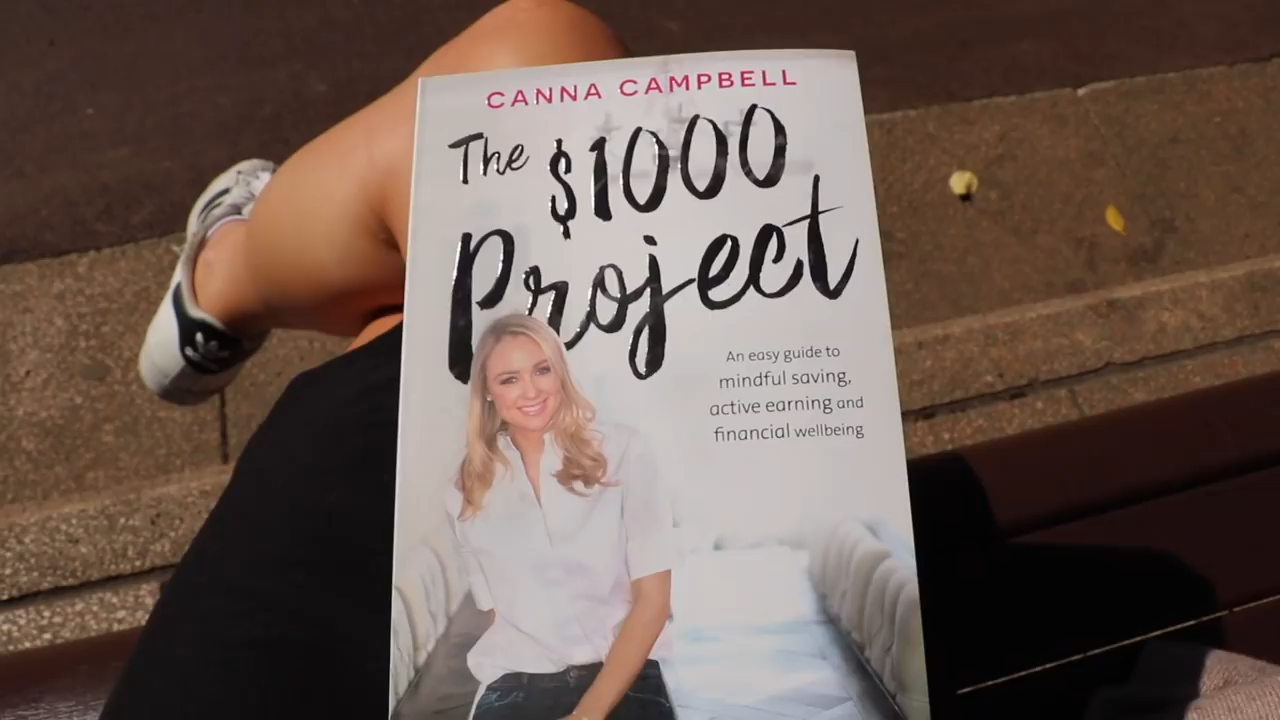 CANNA CAMPBELL
The $1000
Project
An easy guide to
mindful saving,
active earning and
financial wellbeing